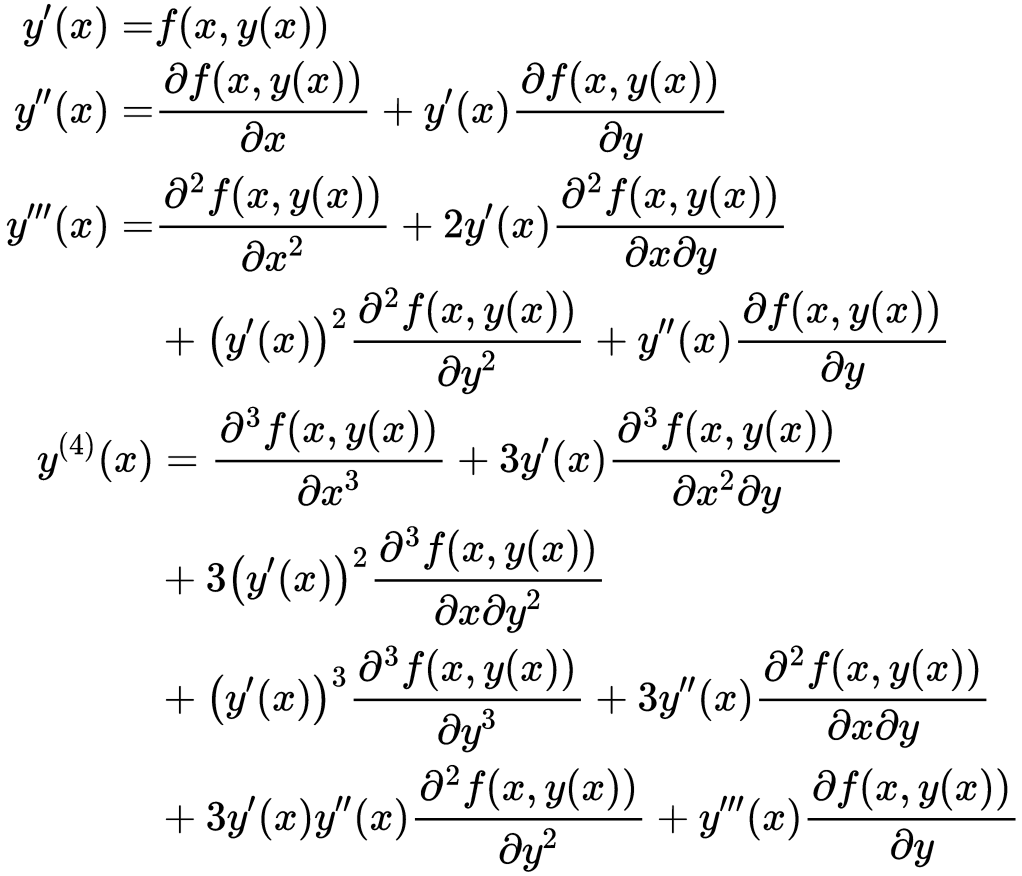 y′(x) = f(x, y(x))
y″(x) = ∂f(x, y(x))/∂x + y′(x) ∂f(x, y(x))/∂y
y‴(x) = ∂²f(x, y(x))/∂x² + 2y′(x) ∂²f(x, y(x))/∂x∂y
+ (y′(x))² ∂²f(x, y(x))/∂y² + y″(x) ∂f(x, y(x))/∂y
y⁽⁴⁾(x) = ∂³f(x, y(x))/∂x³ + 3y′(x) ∂³f(x, y(x))/∂x²∂y
+ 3(y′(x))² ∂³f(x, y(x))/∂x∂y²
+ (y′(x))³ ∂³f(x, y(x))/∂y³ + 3y″(x) ∂²f(x, y(x))/∂x∂y
+ 3y′(x)y″(x) ∂²f(x, y(x))/∂y² + y‴(x) ∂f(x, y(x))/∂y